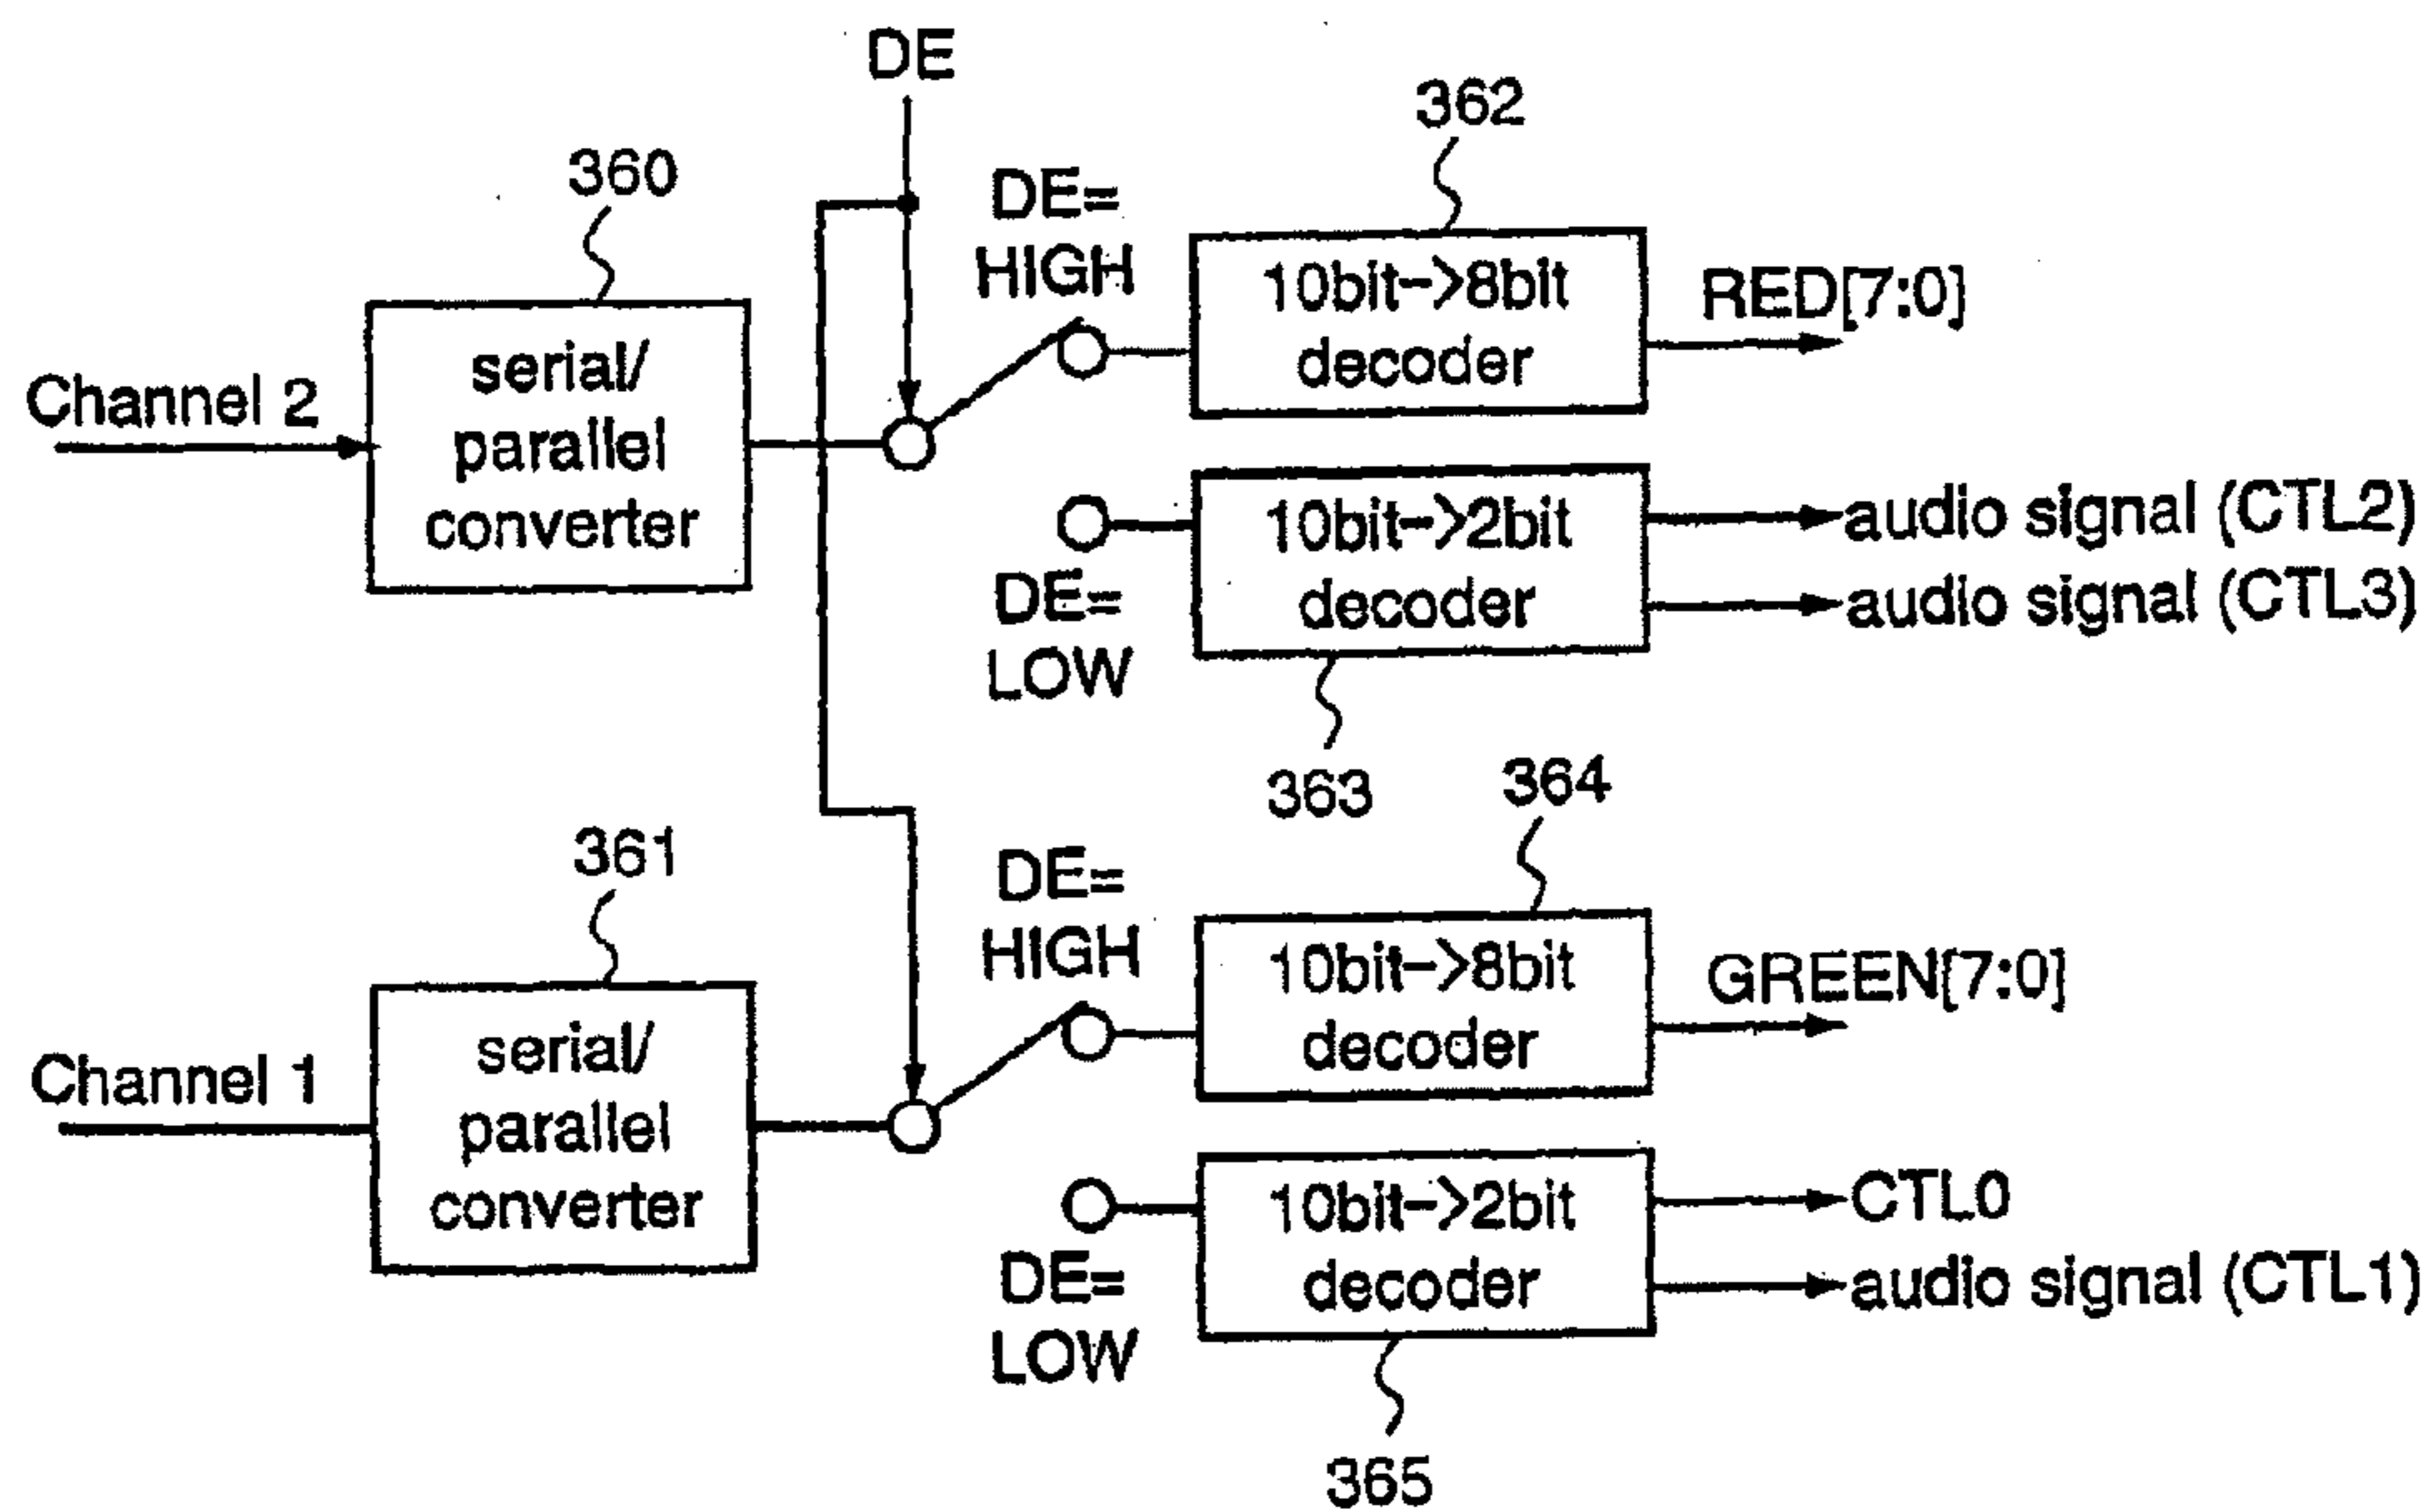 DE
362
360
DE=
HIGH
10bit->8bit
decoder
RED[7:0]
serial/
parallel
converter
Channel 2
10bit->2bit
decoder
audio signal (CTL2)
audio signal (CTL3)
DE=
LOW
363
364
361
DE=
HIGH
10bit->8bit
decoder
GREEN[7:0]
serial/
parallel
converter
Channel 1
10bit->2bit
decoder
CTL0
audio signal (CTL1)
DE=
LOW
365